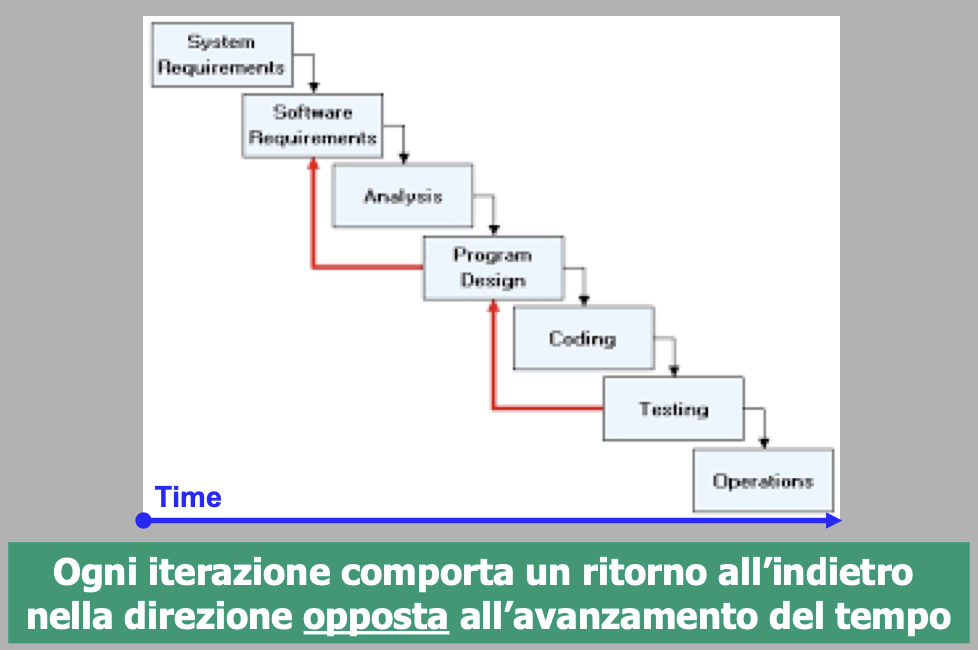 System
Requirements
Software
Requirements
Analysis
Program
Design
Coding
Testing
Operations
Time
Ogni iterazione comporta un ritorno all’indietro
nella direzione opposta all’avanzamento del tempo